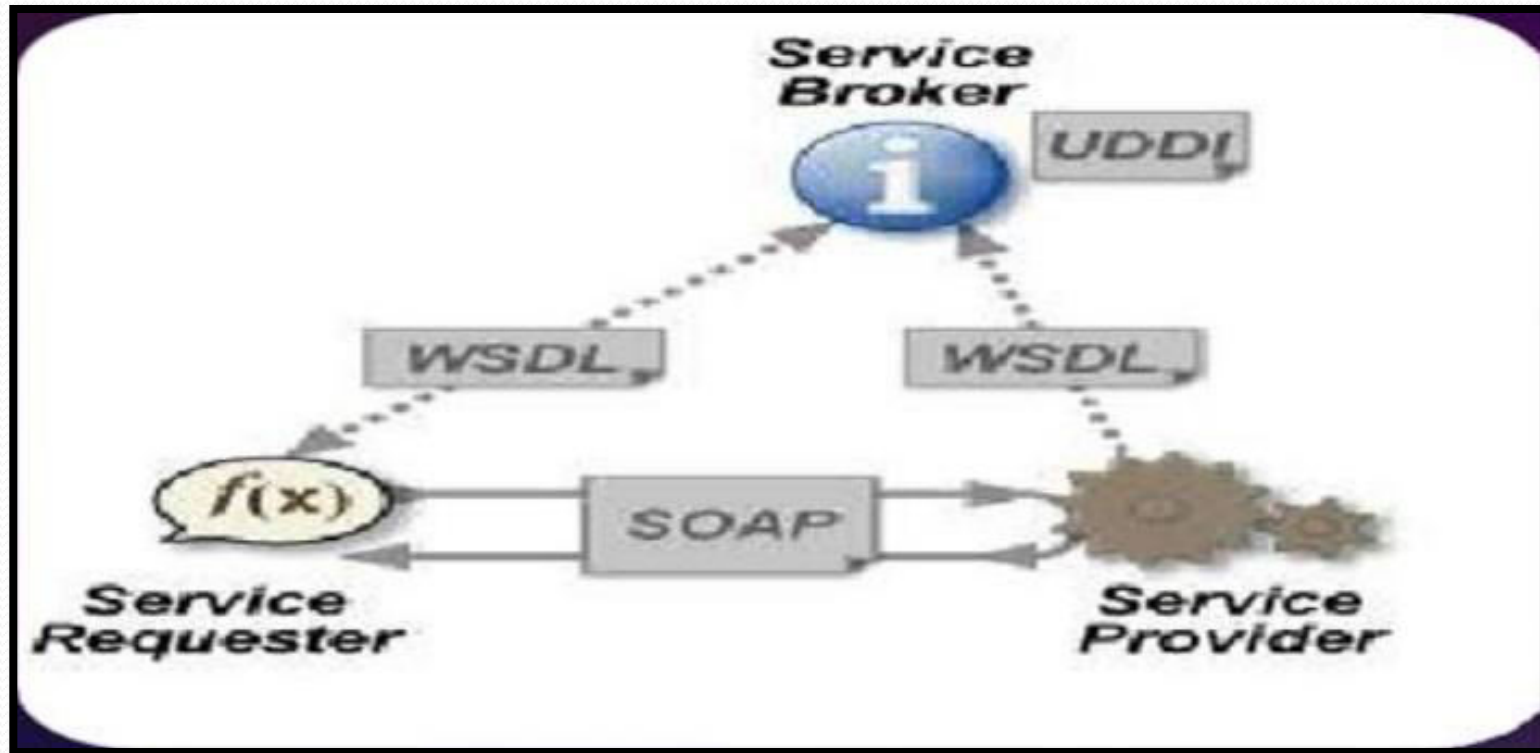 Service
Broker
i
UDDI
WSDL
WSDL
f(x)
SOAP
Service
Requester
Service
Provider